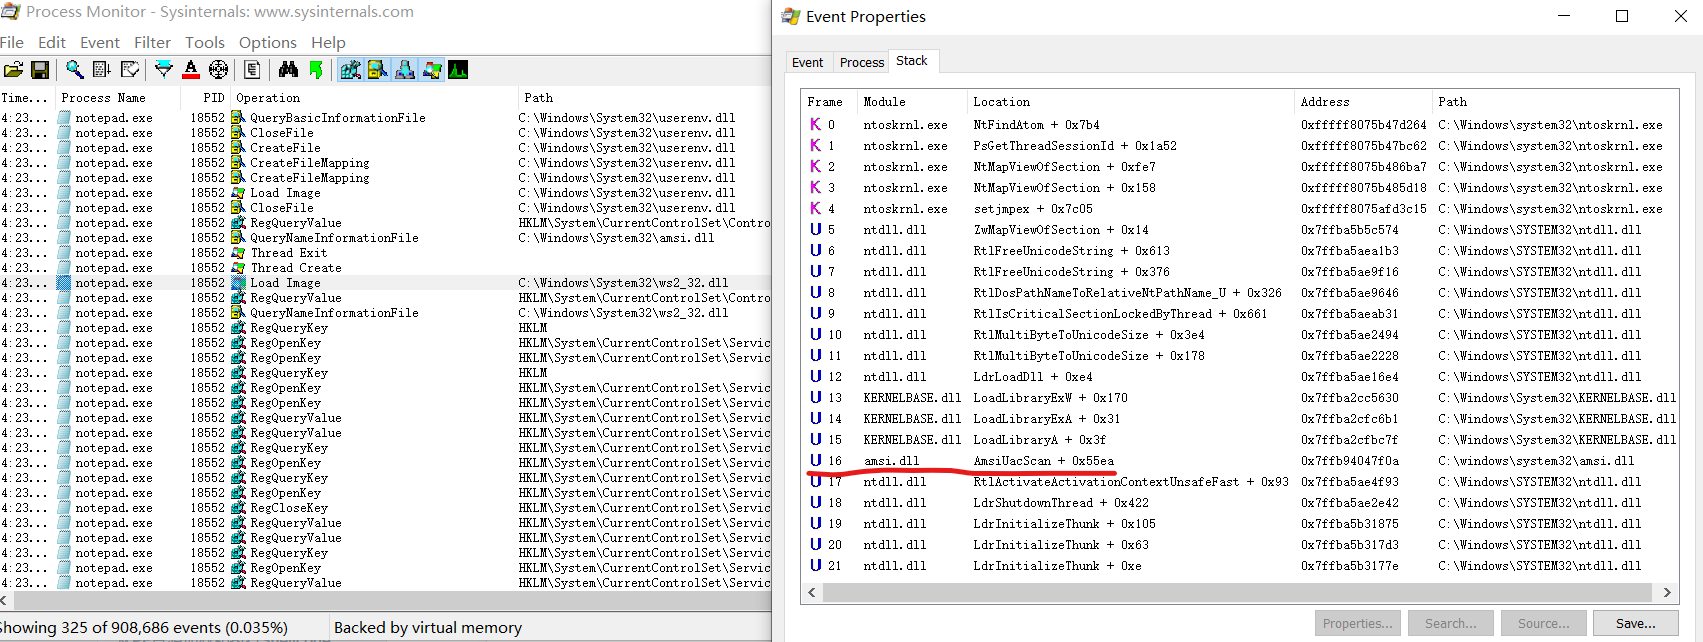 Process Monitor - Sysinternals: www.sysinternals.com
File Edit Event Filter Tools Options Help
Time... Process Name PID Operation Path
4:23... notepad.exe 18552 QueryBasicInformationFile C:\Windows\System32\userenv.dll
4:23... notepad.exe 18552 CloseFile C:\Windows\System32\userenv.dll
4:23... notepad.exe 18552 CreateFile C:\Windows\System32\userenv.dll
4:23... notepad.exe 18552 CreateFileMapping C:\Windows\System32\userenv.dll
4:23... notepad.exe 18552 CreateFileMapping C:\Windows\System32\userenv.dll
4:23... notepad.exe 18552 Load Image C:\Windows\System32\userenv.dll
4:23... notepad.exe 18552 CloseFile C:\Windows\System32\userenv.dll
4:23... notepad.exe 18552 RegQueryValue HKLM\System\CurrentControlSet\Contro
4:23... notepad.exe 18552 QueryNameInformationFile C:\Windows\System32\amsi.dll
4:23... notepad.exe 18552 Thread Exit
4:23... notepad.exe 18552 Thread Create
4:23... notepad.exe 18552 Load Image C:\Windows\System32\ws2_32.dll
4:23... notepad.exe 18552 RegQueryValue HKLM\System\CurrentControlSet\Contro
4:23... notepad.exe 18552 QueryNameInformationFile C:\Windows\System32\ws2_32.dll
4:23... notepad.exe 18552 RegQueryKey HKLM
4:23... notepad.exe 18552 RegOpenKey HKLM\System\CurrentControlSet\Servic
4:23... notepad.exe 18552 RegOpenKey HKLM\System\CurrentControlSet\Servic
4:23... notepad.exe 18552 RegQueryKey HKLM
4:23... notepad.exe 18552 RegOpenKey HKLM\System\CurrentControlSet\Servic
4:23... notepad.exe 18552 RegOpenKey HKLM\System\CurrentControlSet\Servic
4:23... notepad.exe 18552 RegQueryValue HKLM\System\CurrentControlSet\Servic
4:23... notepad.exe 18552 RegQueryValue HKLM\System\CurrentControlSet\Servic
4:23... notepad.exe 18552 RegQueryKey HKLM\System\CurrentControlSet\Servic
4:23... notepad.exe 18552 RegOpenKey HKLM\System\CurrentControlSet\Servic
4:23... notepad.exe 18552 RegQueryKey HKLM\System\CurrentControlSet\Servic
4:23... notepad.exe 18552 RegOpenKey HKLM\System\CurrentControlSet\Servic
4:23... notepad.exe 18552 RegCloseKey HKLM\System\CurrentControlSet\Servic
4:23... notepad.exe 18552 RegQueryValue HKLM\System\CurrentControlSet\Servic
4:23... notepad.exe 18552 RegQueryValue HKLM\System\CurrentControlSet\Servic
4:23... notepad.exe 18552 RegQueryKey HKLM\System\CurrentControlSet\Servic
4:23... notepad.exe 18552 RegOpenKey HKLM\System\CurrentControlSet\Servic
4:23... notepad.exe 18552 RegQueryValue HKLM\System\CurrentControlSet\Servic
Showing 325 of 908,686 events (0.035%) Backed by virtual memory
Event Properties
Event Process Stack
Frame Module Location Address Path
K 0 ntoskrnl.exe NtFindAtom + 0x7b4 0xfffff8075b47d264 C:\Windows\system32\ntoskrnl.exe
K 1 ntoskrnl.exe PsGetThreadSessionId + 0x1a52 0xfffff8075b47bc62 C:\Windows\system32\ntoskrnl.exe
K 2 ntoskrnl.exe NtMapViewOfSection + 0xfe7 0xfffff8075b486ba7 C:\Windows\system32\ntoskrnl.exe
K 3 ntoskrnl.exe NtMapViewOfSection + 0x158 0xfffff8075b485d18 C:\Windows\system32\ntoskrnl.exe
K 4 ntoskrnl.exe setjmpex + 0x7c05 0xfffff8075afd3c15 C:\Windows\system32\ntoskrnl.exe
U 5 ntdll.dll ZwMapViewOfSection + 0x14 0x7ffba5b5c574 C:\Windows\SYSTEM32\ntdll.dll
U 6 ntdll.dll RtlFreeUnicodeString + 0x613 0x7ffba5aea1b3 C:\Windows\SYSTEM32\ntdll.dll
U 7 ntdll.dll RtlFreeUnicodeString + 0x376 0x7ffba5ae9f16 C:\Windows\SYSTEM32\ntdll.dll
U 8 ntdll.dll RtlDosPathNameToRelativeNtPathName_U + 0x326 0x7ffba5ae9646 C:\Windows\SYSTEM32\ntdll.dll
U 9 ntdll.dll RtlIsCriticalSectionLockedByThread + 0x661 0x7ffba5aeab31 C:\Windows\SYSTEM32\ntdll.dll
U 10 ntdll.dll RtlMultiByteToUnicodeSize + 0x3e4 0x7ffba5ae2494 C:\Windows\SYSTEM32\ntdll.dll
U 11 ntdll.dll RtlMultiByteToUnicodeSize + 0x178 0x7ffba5ae2228 C:\Windows\SYSTEM32\ntdll.dll
U 12 ntdll.dll LdrLoadDll + 0xe4 0x7ffba5ae16e4 C:\Windows\SYSTEM32\ntdll.dll
U 13 KERNELBASE.dll LoadLibraryExW + 0x170 0x7ffba2cc5630 C:\Windows\System32\KERNELBASE.dll
U 14 KERNELBASE.dll LoadLibraryExA + 0x31 0x7ffba2cfc6b1 C:\Windows\System32\KERNELBASE.dll
U 15 KERNELBASE.dll LoadLibraryA + 0x3f 0x7ffba2cfbc7f C:\Windows\System32\KERNELBASE.dll
U 16 amsi.dll AmsiUacScan + 0x55ea 0x7ffb94047f0a C:\Windows\system32\amsi.dll
U 17 ntdll.dll RtlActivateActivationContextUnsafeFast + 0x93 0x7ffba5ae4f93 C:\Windows\SYSTEM32\ntdll.dll
U 18 ntdll.dll LdrShutdownThread + 0x422 0x7ffba5ae2e42 C:\Windows\SYSTEM32\ntdll.dll
U 19 ntdll.dll LdrInitializeThunk + 0x105 0x7ffba5b31875 C:\Windows\SYSTEM32\ntdll.dll
U 20 ntdll.dll LdrInitializeThunk + 0x63 0x7ffba5b317d3 C:\Windows\SYSTEM32\ntdll.dll
U 21 ntdll.dll LdrInitializeThunk + 0xe 0x7ffba5b3177e C:\Windows\SYSTEM32\ntdll.dll
Properties... Search... Source... Save...